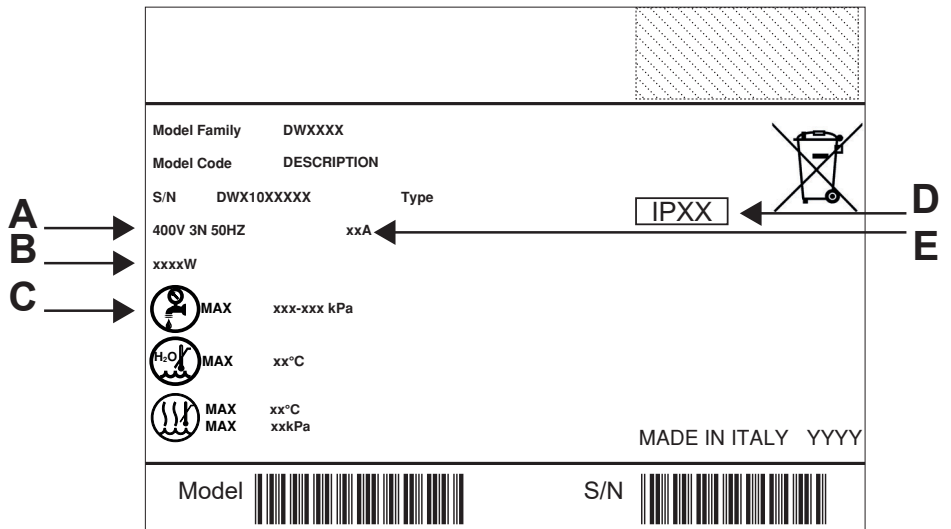 Model Family DWXXXX
Model Code DESCRIPTION
S/N DWX10XXXXX Type
D
IPXX
A
400V 3N 50HZ xxA
E
B
xxxxW
C
MAX xxx-xxx kPa
H₂O MAX xx°C
MAX xx°C
MAX xxkPa
MADE IN ITALY YYYY
Model S/N